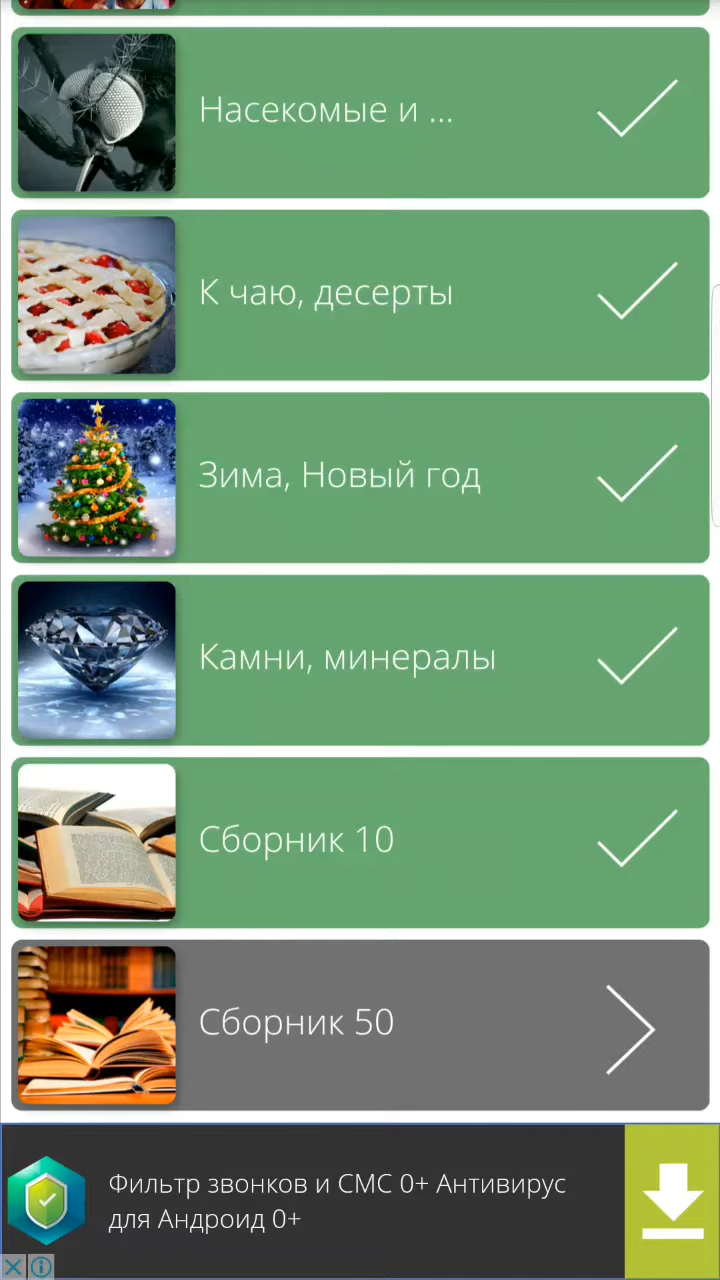 Насекомые и ...
К чаю, десерты
Зима, Новый год
Камни, минералы
Сборник 10
Сборник 50
Фильтр звонков и СМС 0+ Антивирус
для Андроид 0+